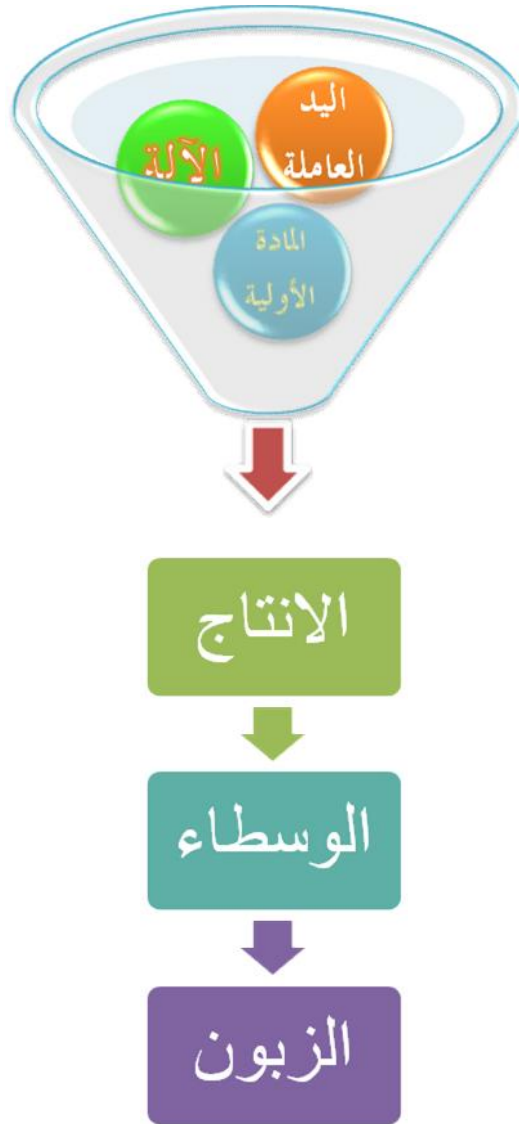 اليد
العاملة
الآلة
المادة
الأولية
الانتاج
الوسطاء
الزبون